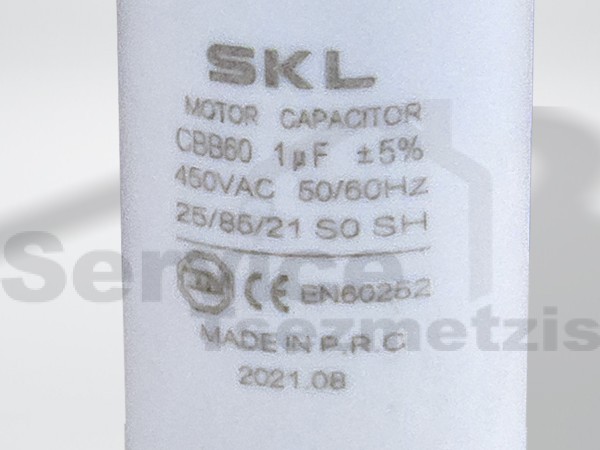 SKL
MOTOR CAPACITOR
CBB60 1µF ±5%
450VAC 50/60HZ
25/85/21 S0 SH
CE EN60252
MADE IN P.R.C
2021.08
Service
sezmetzis